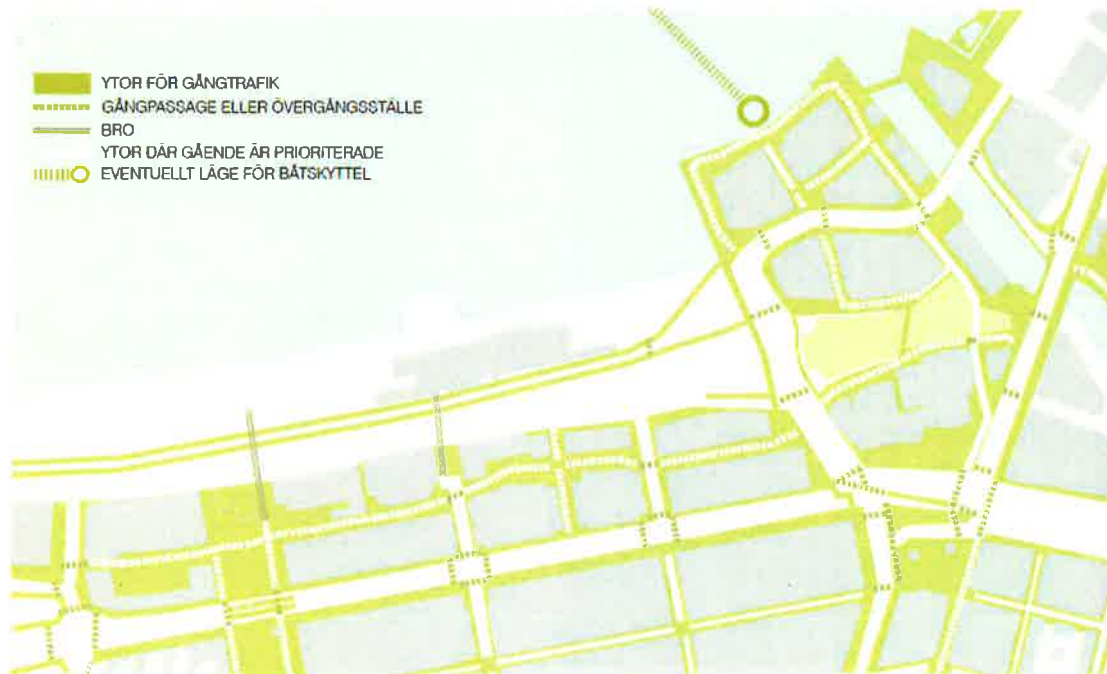 YTOR FÖR GÅNGTRAFIK
GÅNGPASSAGE ELLER ÖVERGÅNGSSTÄLLE
BRO
YTOR DÄR GÅENDE ÄR PRIORITERADE
EVENTUELLT LÄGE FÖR BÅTSKYTTEL